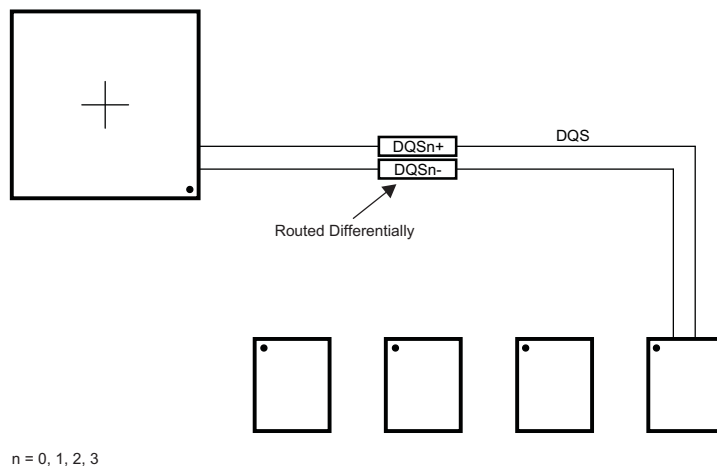 DQSn+
DQS
DQSn-
Routed Differentially
n = 0, 1, 2, 3